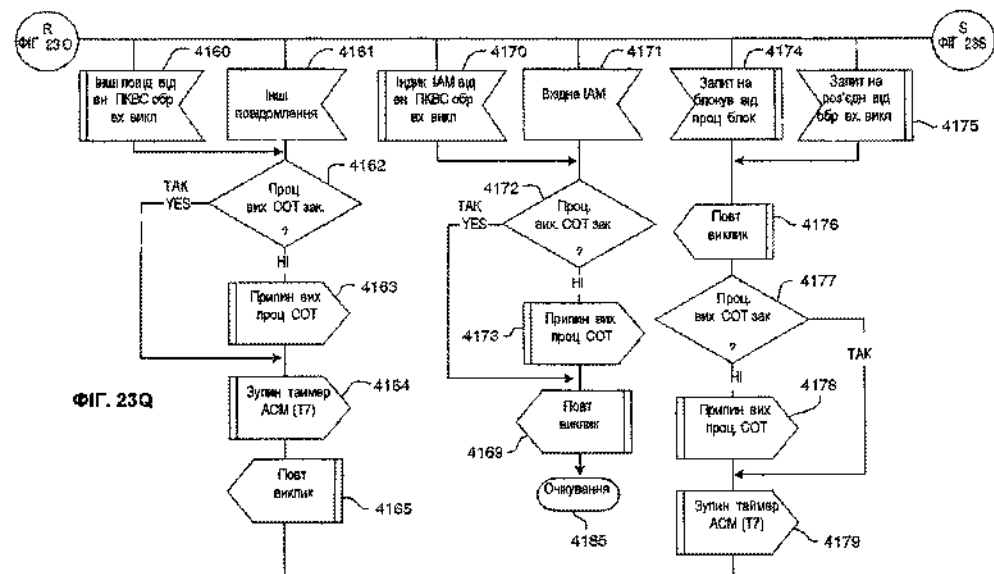 R
ФІГ 23O
S
ФІГ 23S
4160
4161
4170
4171
4174
4175
Інші повід від
вн ПКВС обр
вх викл
Інші
повідомлення
Індик IAM від
вн ПКВС обр
вх викл
Вхідна IAM
Запит на
блокув від
проц блок
Запит на
роз'єдн від
обр вх. викл
4162
ТАК
YES
Проц
вих СОТ зак.
?
НІ
4163
Припин вих
проц СОТ
4164
Зупин таймер
АСМ (Т7)
4165
Повт
виклик
4172
ТАК
YES
Проц.
вих. СОТ зак
?
НІ
4173
Припин вих
проц СОТ
4169
Повт
виклик
Очікування
4185
4176
Повт
виклик
4177
Проц.
вих СОТ зак
?
ТАК
НІ
4178
Припин вих
проц. СОТ
4179
Зупин таймер
АСМ (Т7)
ФІГ. 23Q